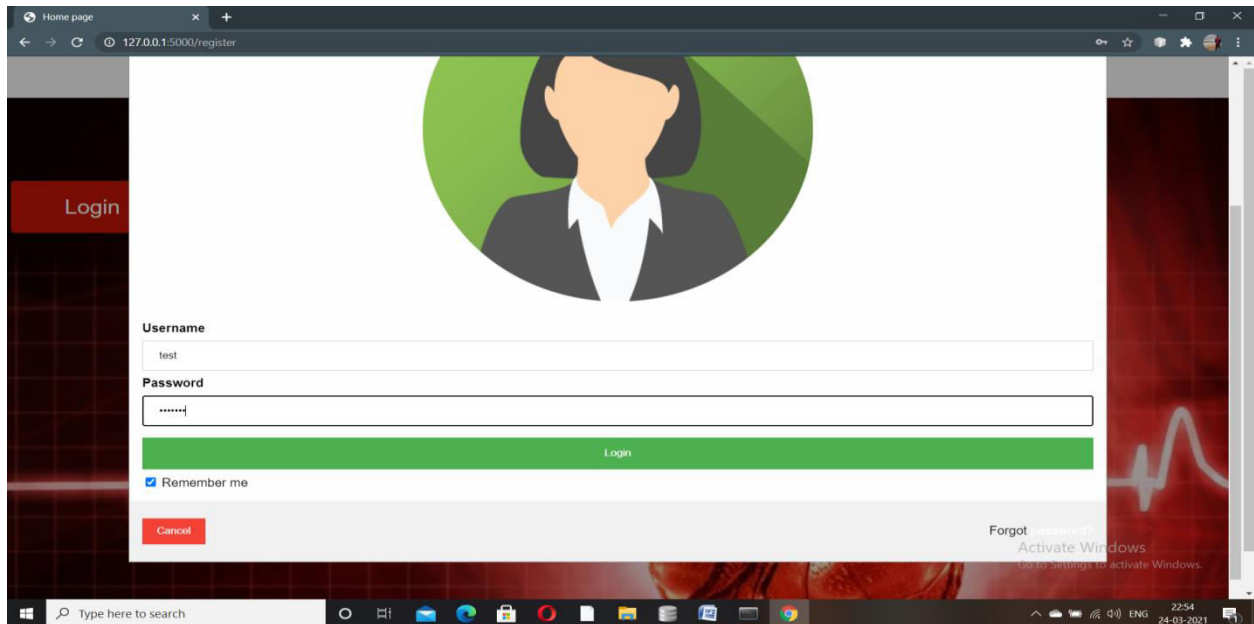 Home page
127.0.0.1:5000/register
Login
Username
test
Password
•••••••
Login
Remember me
Cancel
Forgot password?
Activate Windows
Go to Settings to activate Windows.
Type here to search
ENG
22:54
24-03-2021